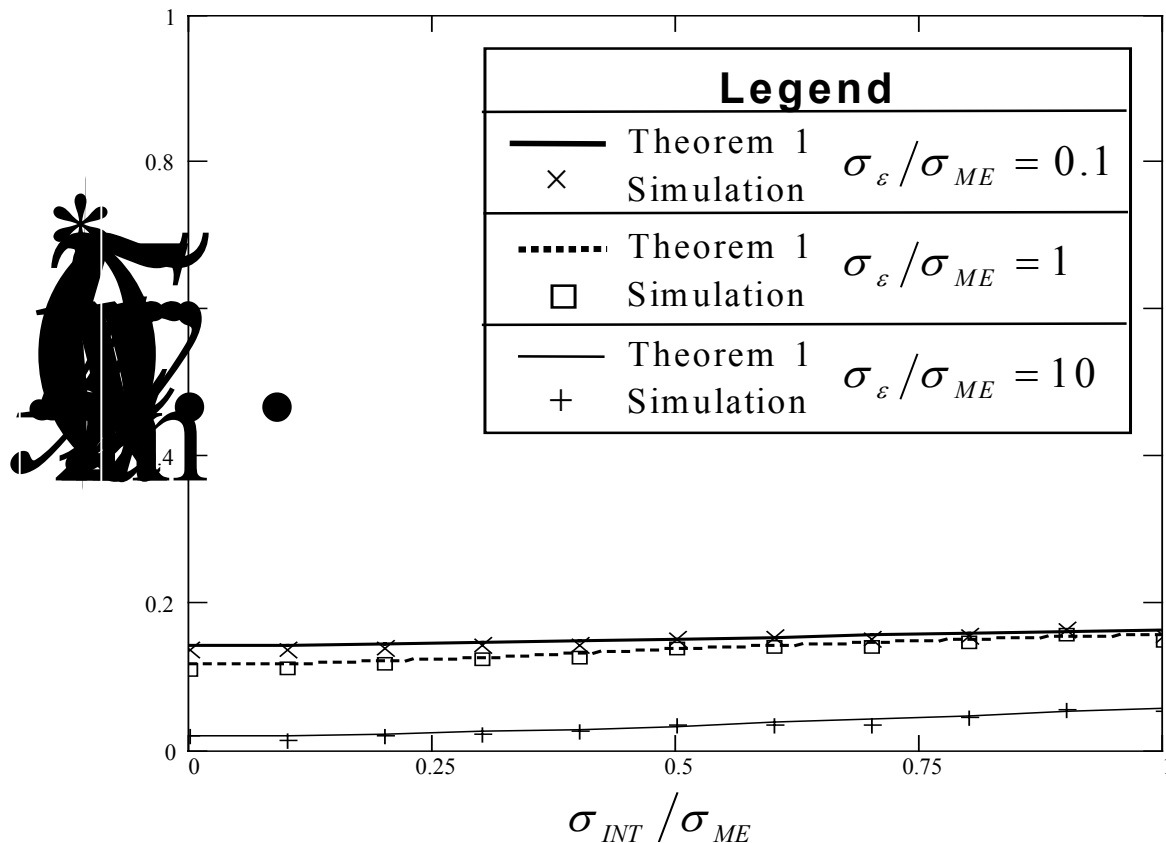 1
0.8
.4
0.2
0
Legend
Theorem 1
Simulation
σ_ε/σ_ME = 0.1
Theorem 1
Simulation
σ_ε/σ_ME = 1
Theorem 1
Simulation
σ_ε/σ_ME = 10
0 0.25 0.5 0.75
σ_INT/σ_ME